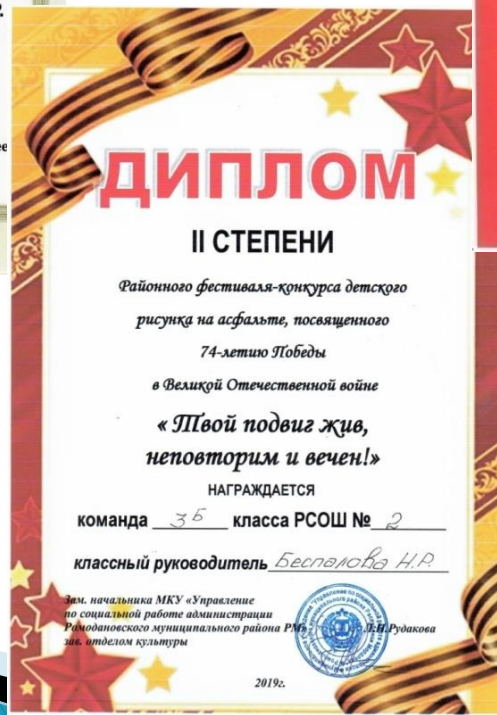 ДИПЛОМ
II СТЕПЕНИ
Районного фестиваля-конкурса детского
рисунка на асфальте, посвященного
74-летию Победы
в Великой Отечественной войне
« Твой подвиг жив,
неповторим и вечен!»
НАГРАЖДАЕТСЯ
команда 3Б класса РСОШ № 2
классный руководитель Беспалова Н.Р.
Зам. начальника МКУ «Управление
по социальной работе администрации
Ромодановского муниципального района РМ»
зав. отделом культуры
Л.Н.Рудакова
2019г.